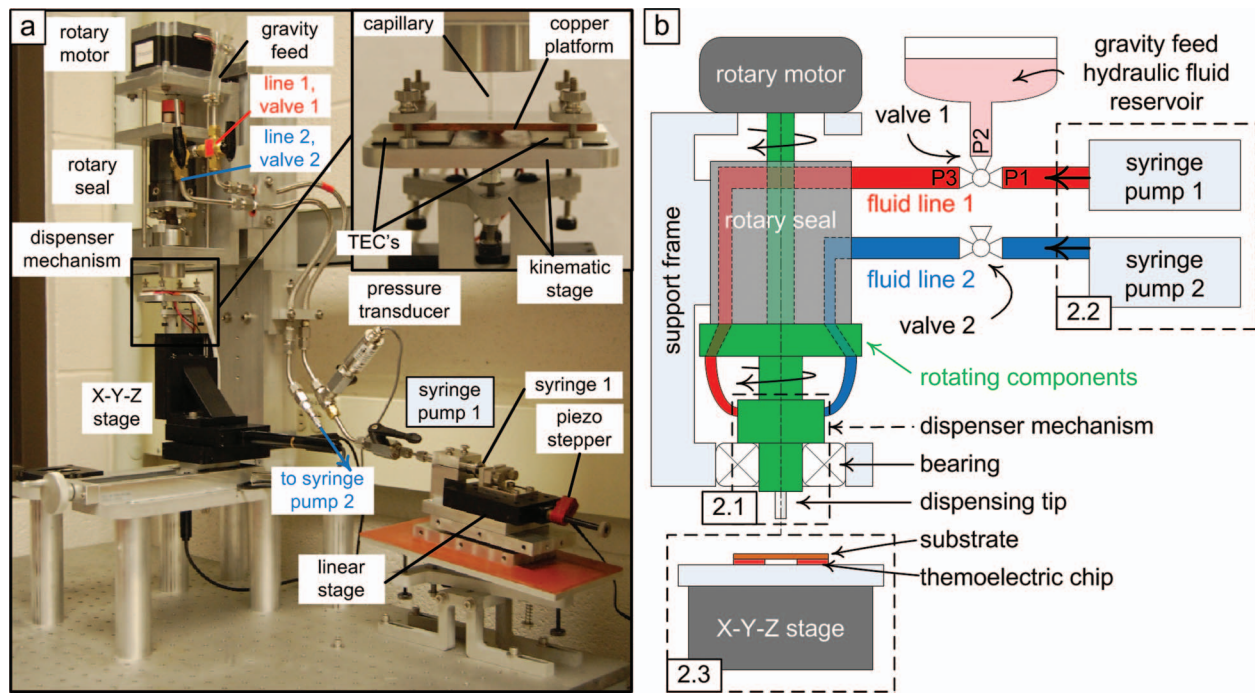 a
rotary
motor
gravity
feed
line 1,
valve 1
line 2,
valve 2
rotary
seal
dispenser
mechanism
capillary
copper
platform
TEC's
kinematic
stage
pressure
transducer
X-Y-Z
stage
syringe
pump 1
syringe 1
piezo
stepper
to syringe
pump 2
linear
stage
b
rotary motor
gravity feed
hydraulic fluid
reservoir
valve 1
P2
P3
P1
syringe
pump 1
fluid line 1
rotary seal
fluid line 2
syringe
pump 2
valve 2
2.2
support frame
rotating components
dispenser mechanism
bearing
2.1
dispensing tip
substrate
themoelectric chip
X-Y-Z stage
2.3